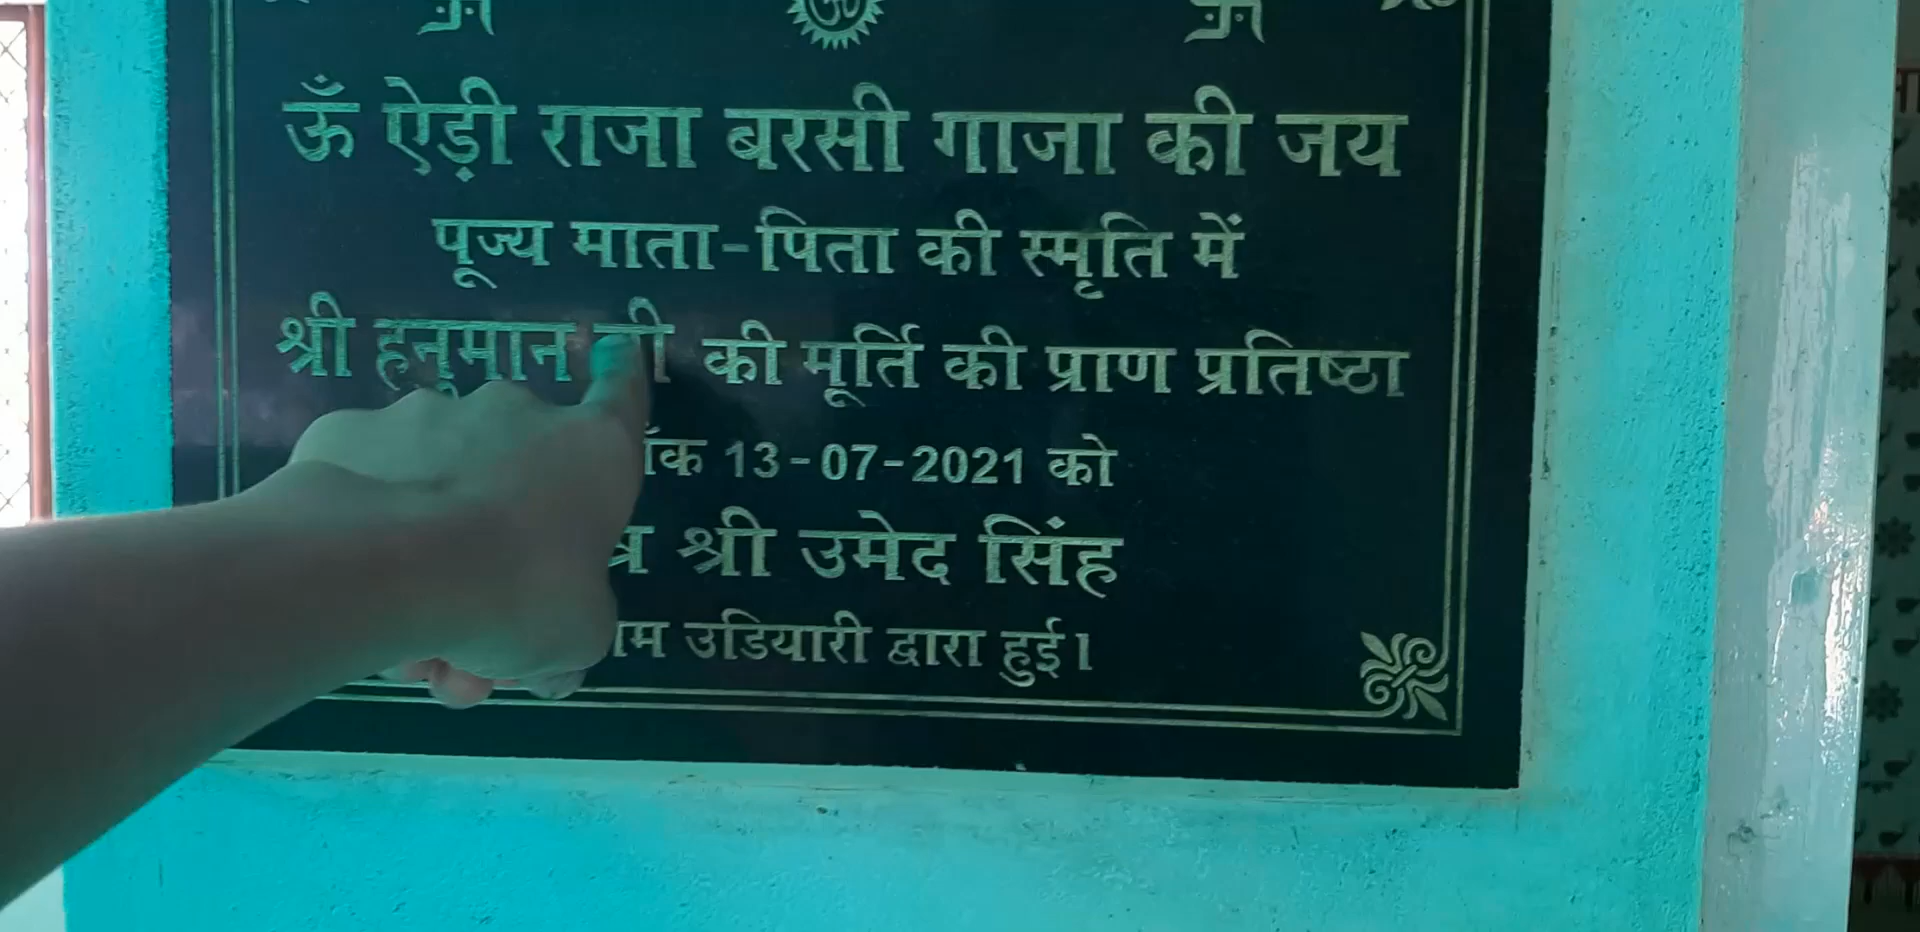 ॐ
ऊँ ऐड़ी राजा बरसी गाजा की जय
पूज्य माता-पिता की स्मृति में
श्री हनुमान जी की मूर्ति की प्राण प्रतिष्ठा
13-07-2021 को
श्री उमेद सिंह
उडियारी द्वारा हुई।